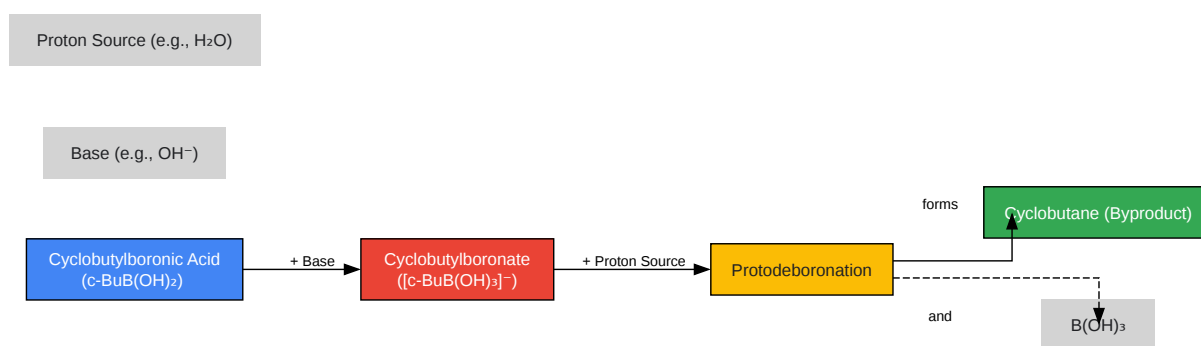 Proton Source (e.g., H₂O)
Base (e.g., OH⁻)
Cyclobutylboronic Acid
(c-BuB(OH)₂)
+ Base
Cyclobutylboronate
([c-BuB(OH)₃]⁻)
+ Proton Source
Protodeboronation
forms
Cyclobutane (Byproduct)
and
B(OH)₃